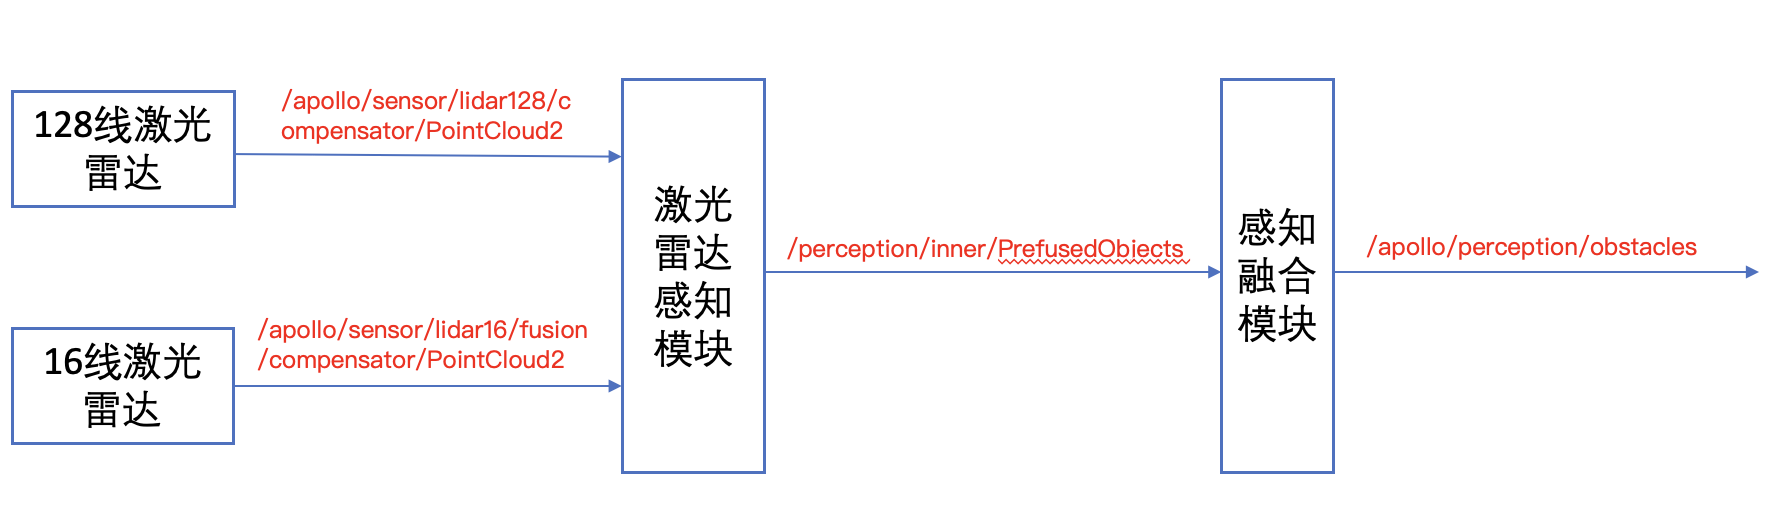 128线激光
雷达
/apollo/sensor/lidar128/c
ompensator/PointCloud2
16线激光
雷达
/apollo/sensor/lidar16/fusion
/compensator/PointCloud2
激光
雷达
感知
模块
/perception/inner/PrefusedObjects
感知
融合
模块
/apollo/perception/obstacles